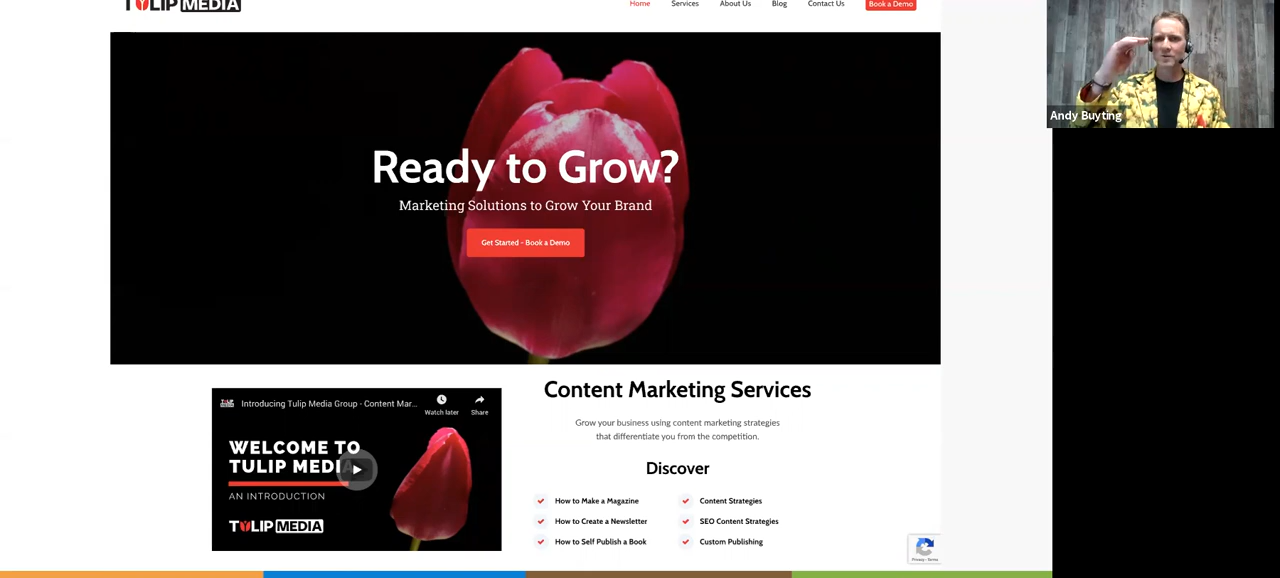 TULIP MEDIA
Home Services About Us Blog Contact Us Book a Demo
Andy Buyting
Ready to Grow?
Marketing Solutions to Grow Your Brand
Get Started - Book a Demo
Introducing Tulip Media Group - Content Mar...
Watch later Share
WELCOME TO
TULIP MEDIA
AN INTRODUCTION
TULIP MEDIA
Content Marketing Services
Grow your business using content marketing strategies
that differentiate you from the competition.
Discover
How to Make a Magazine
Content Strategies
How to Create a Newsletter
SEO Content Strategies
How to Self Publish a Book
Custom Publishing
Privacy - Terms